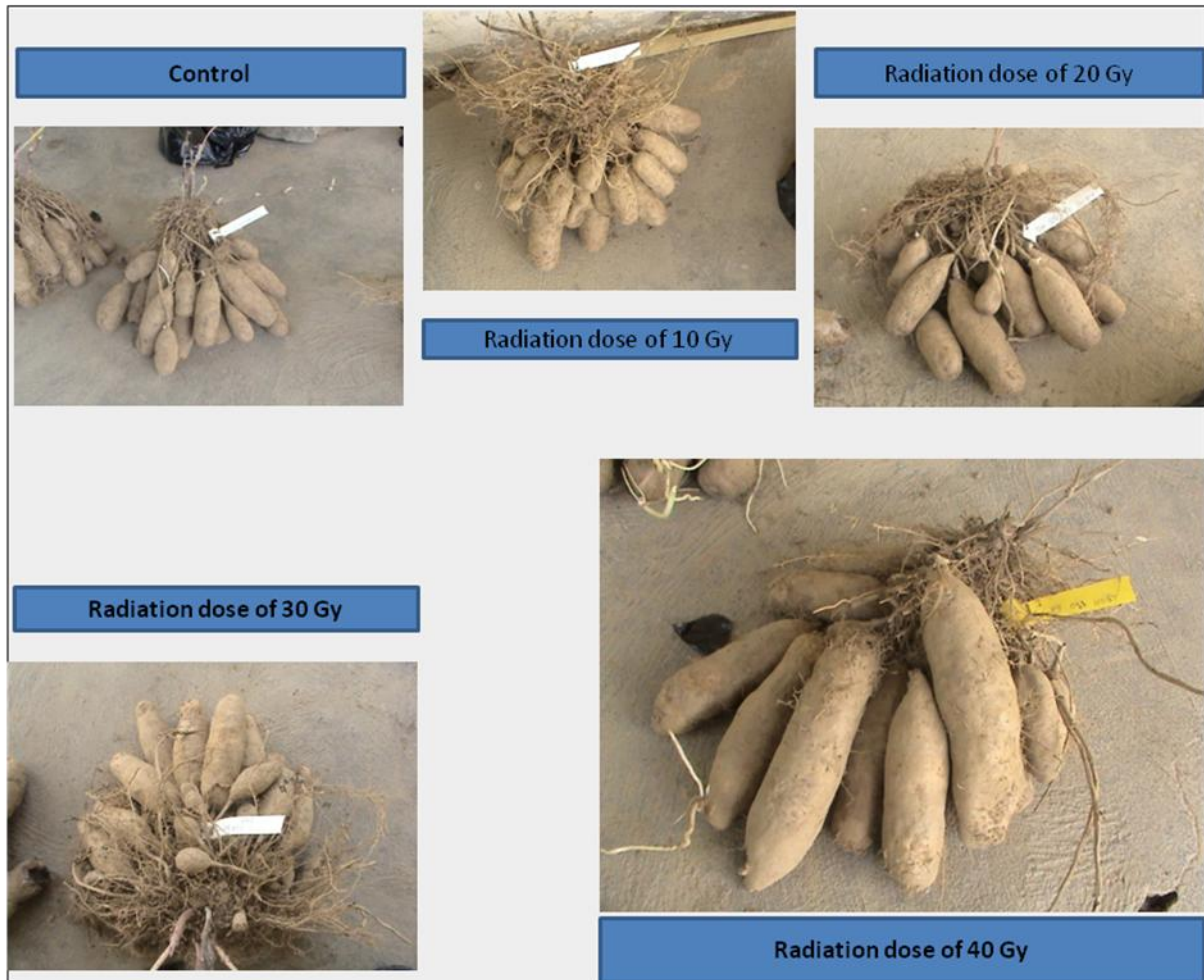 Control
Radiation dose of 20 Gy
Radiation dose of 10 Gy
Radiation dose of 30 Gy
Radiation dose of 40 Gy